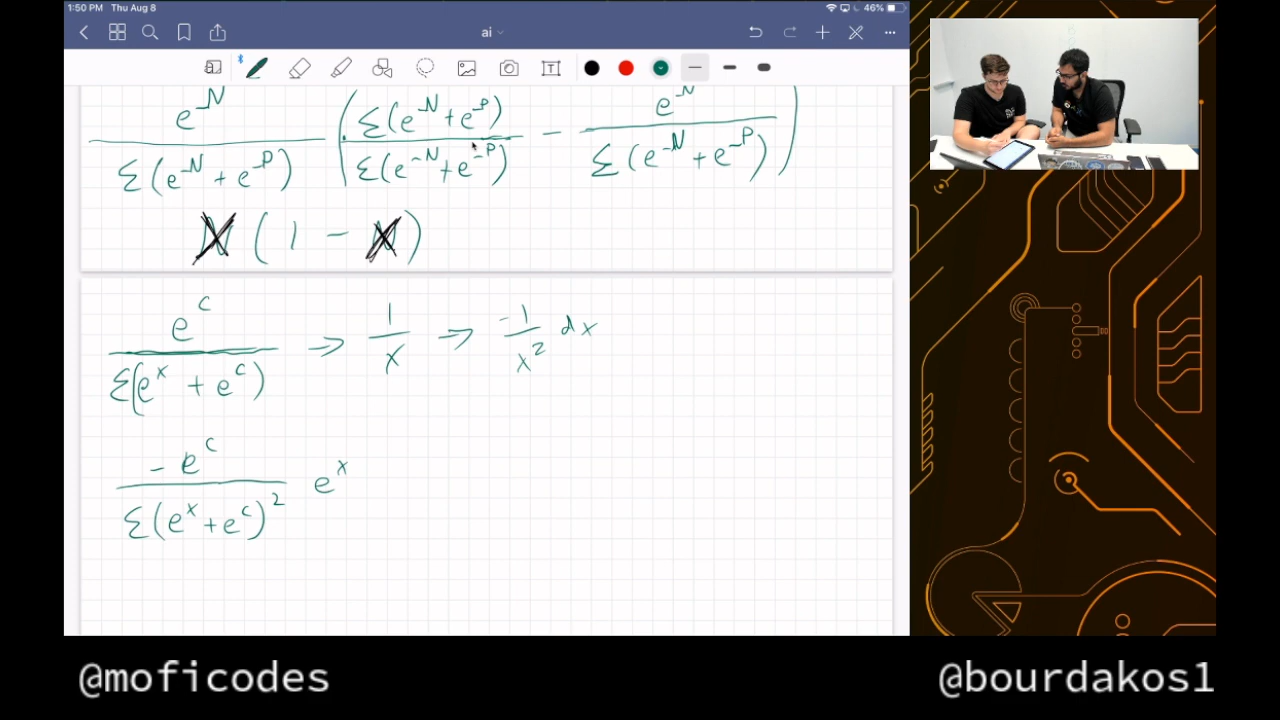 1:50 PM Thu Aug 8 46%
ai
e^-N / Σ(e^-N + e^-P) ( Σ(e^-N + e^-P) / Σ(e^-N + e^-P) - e^-N / Σ(e^-N + e^-P) )
(1 - )
e^c / Σ(e^x + e^c) → 1 / x → -1 / x^2 dx
-e^c / Σ(e^x + e^c)^2 e^x
@moficodes @bourdakos1